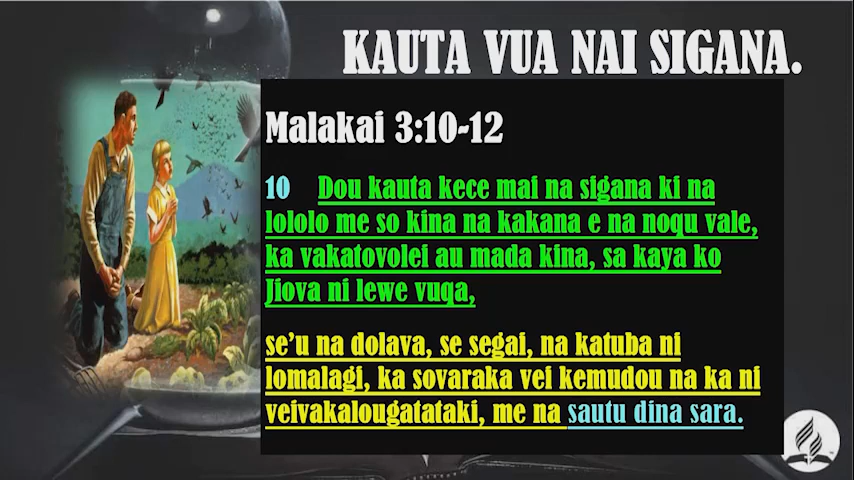 KAUTA VUA NAI SIGANA.
Malakai 3:10-12
10 Dou kauta kece mai na sigana ki na
lololo me so kina na kakana e na noqu vale,
ka vakatovolei au mada kina, sa kaya ko
Jiova ni lewe vuqa,
se'u na dolava, se segai, na katuba ni
lomalagi, ka sovaraka vei kemudou na ka ni
veivakalougatataki, me na sautu dina sara.